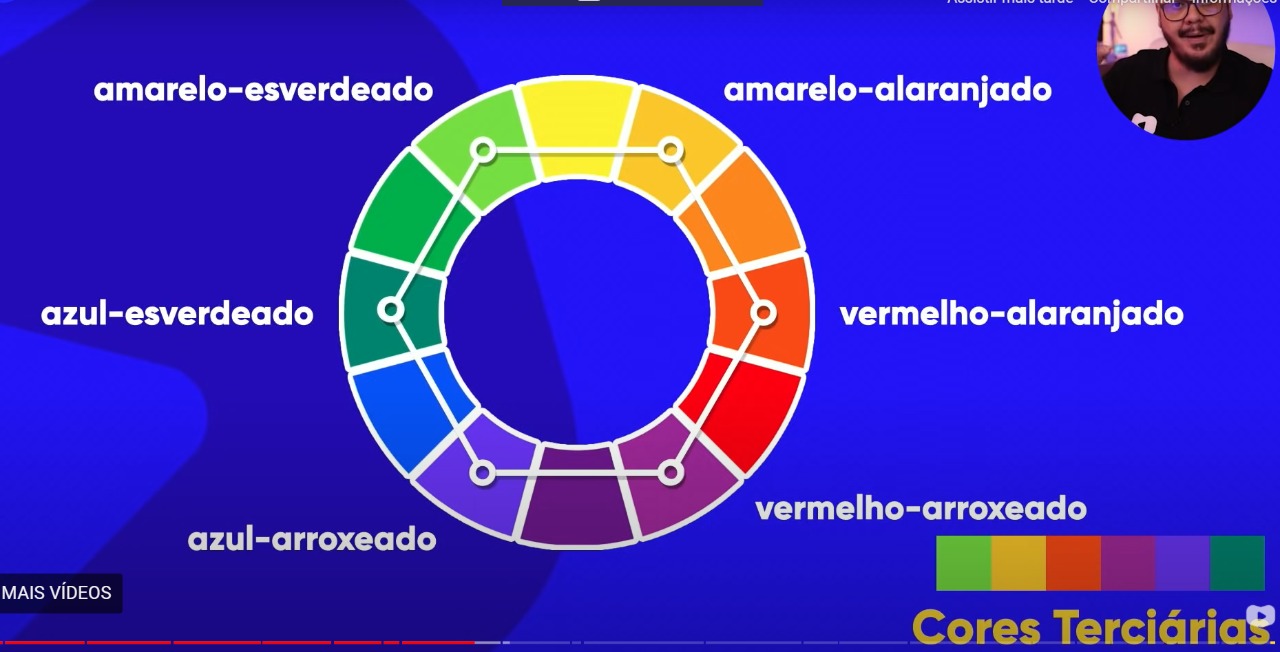 Assistir mais tarde Compartilhar Informações
amarelo-esverdeado
amarelo-alaranjado
azul-esverdeado
vermelho-alaranjado
vermelho-arroxeado
azul-arroxeado
MAIS VÍDEOS
Cores Terciárias